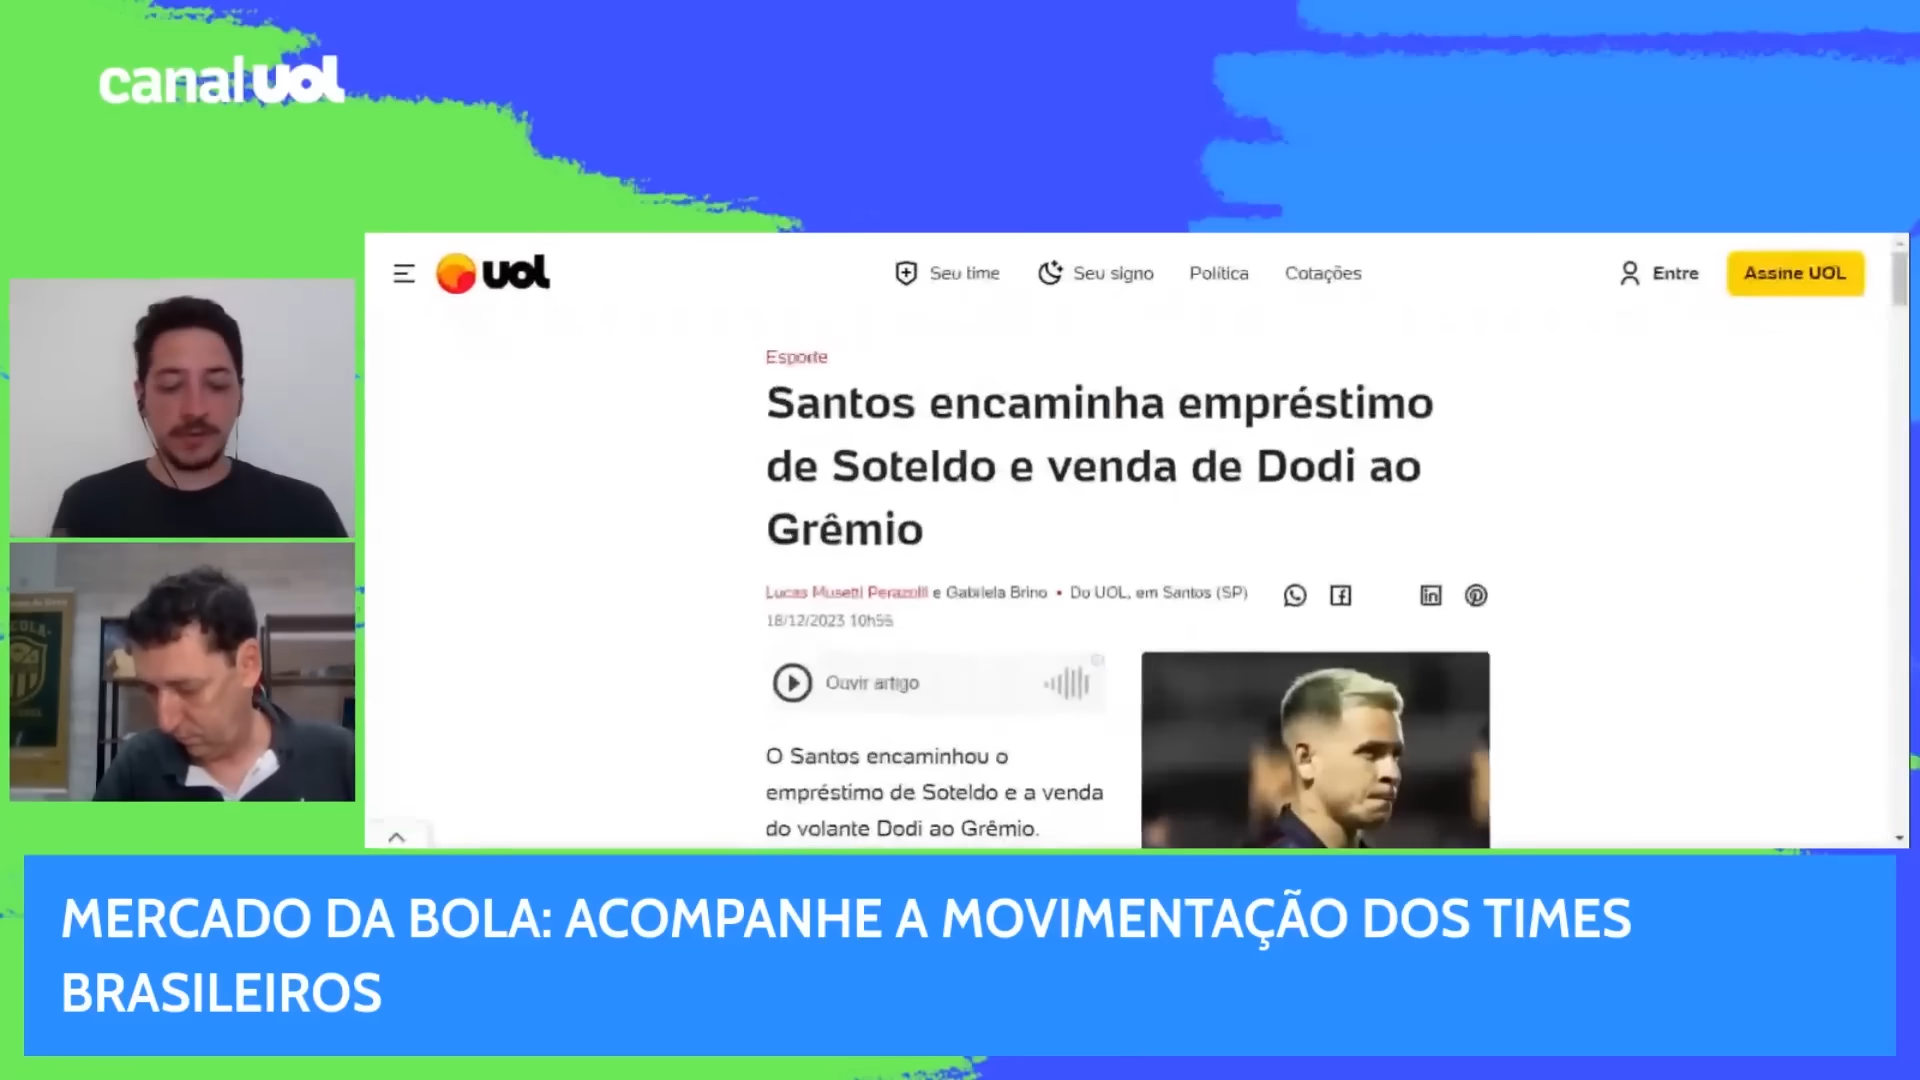 canal uol
uol
Seu time
Seu signo
Política
Cotações
Entre
Assine UOL
Esporte
Santos encaminha empréstimo
de Soteldo e venda de Dodi ao
Grêmio
Lucas Musetti Perazolli e Gabriela Brino • Do UOL, em Santos (SP)
18/12/2023 10h55
Ouvir artigo
O Santos encaminhou o
empréstimo de Soteldo e a venda
do volante Dodi ao Grêmio.
MERCADO DA BOLA: ACOMPANHE A MOVIMENTAÇÃO DOS TIMES
BRASILEIROS